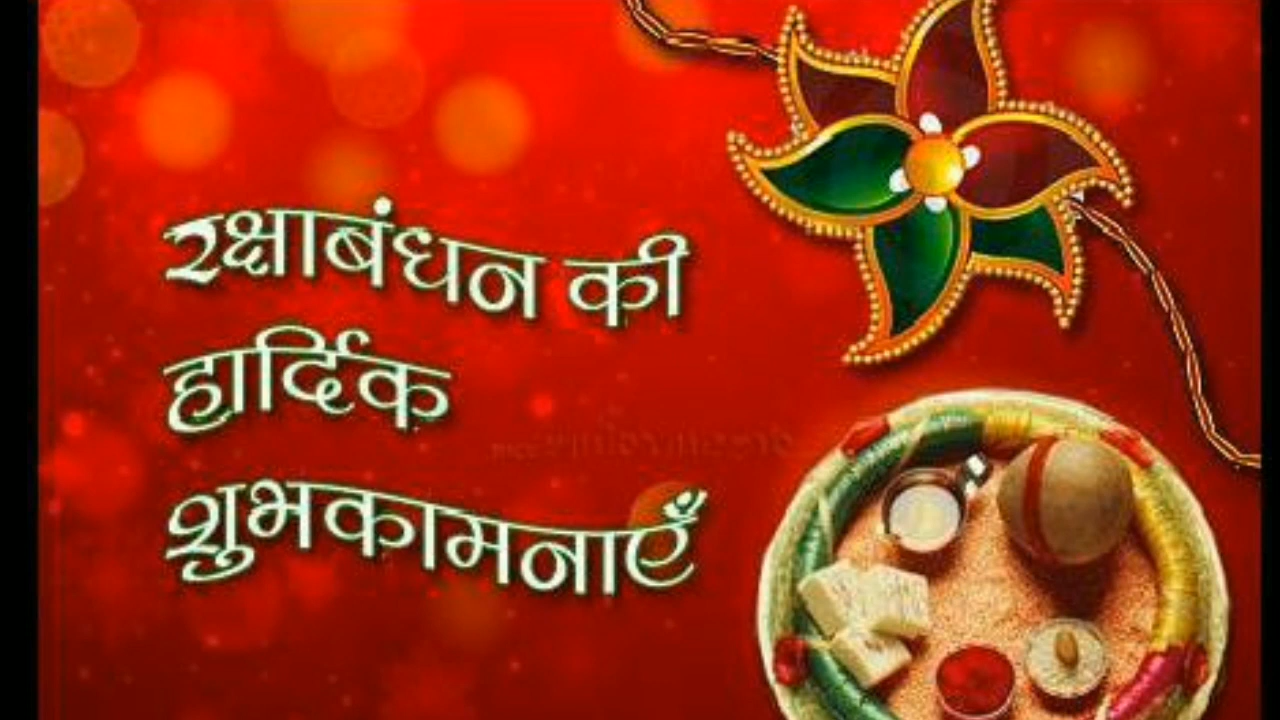 रक्षाबंधन की
हार्दिक
शुभकामनाएँ